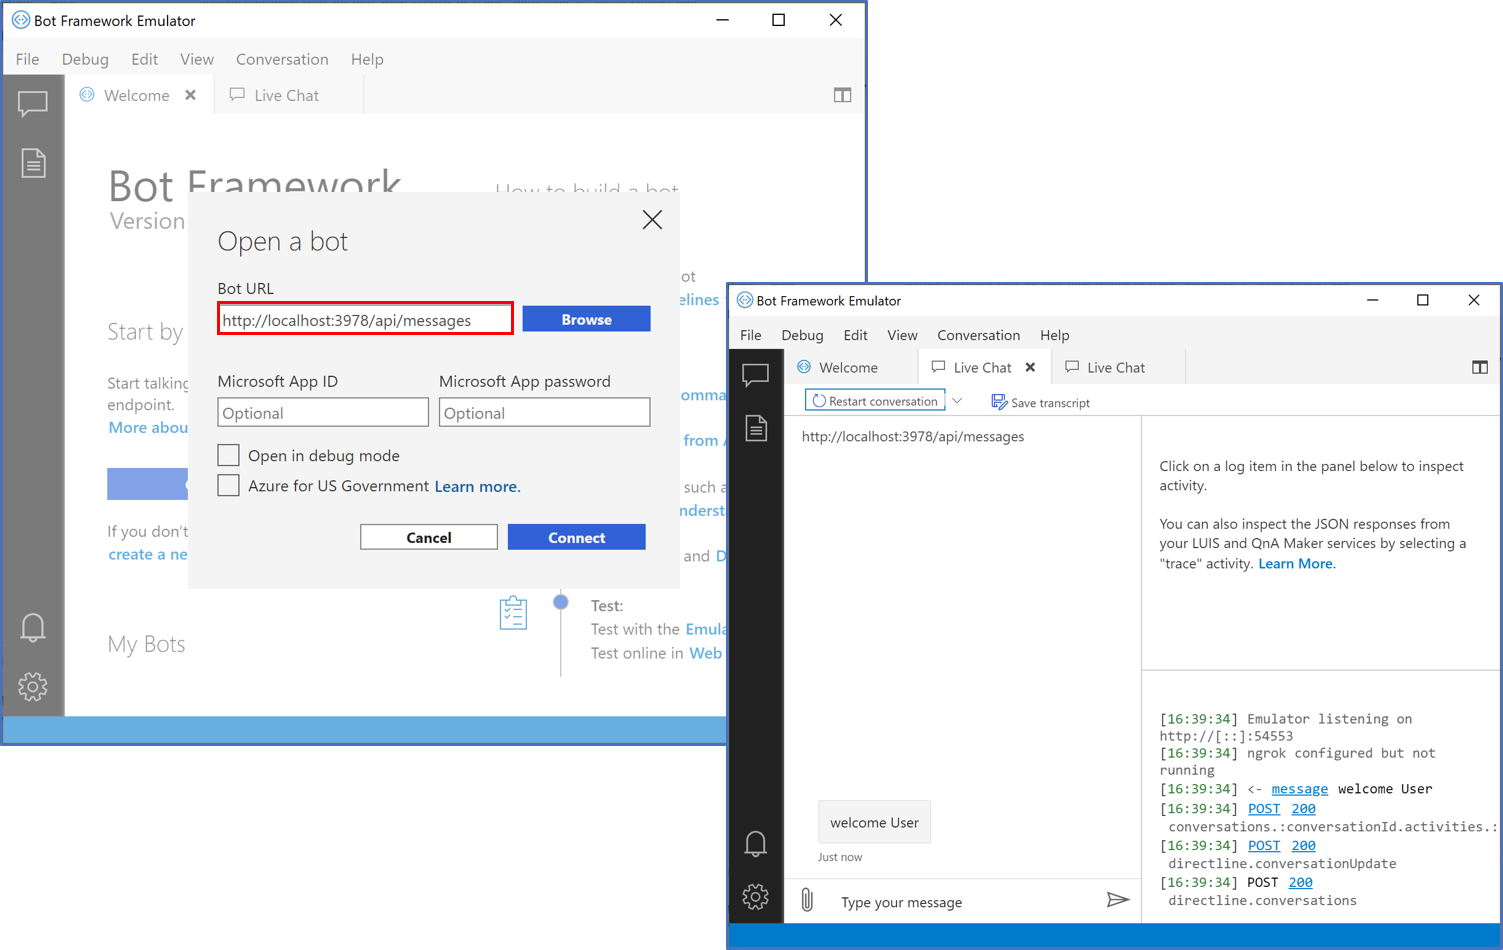 Bot Framework Emulator
File Debug Edit View Conversation Help
Welcome Live Chat
Bot Framework
Version
How to build a bot
Start by
Start talking
endpoint.
More abou
If you don't
create a ne
My Bots
Open a bot
Bot URL
http://localhost:3978/api/messages Browse
Microsoft App ID Microsoft App password
Optional Optional
Open in debug mode
Azure for US Government Learn more.
Cancel Connect
ot
elines
omma
from
such a
nderst
and D
Test:
Test with the Emula
Test online in Web
Bot Framework Emulator
File Debug Edit View Conversation Help
Welcome Live Chat Live Chat
Restart conversation Save transcript
http://localhost:3978/api/messages
welcome User
Just now
Type your message
Click on a log item in the panel below to inspect
activity.
You can also inspect the JSON responses from
your LUIS and QnA Maker services by selecting a
"trace" activity. Learn More.
[16:39:34] Emulator listening on
http://[::]:54553
[16:39:34] ngrok configured but not
running
[16:39:34] <- message welcome User
[16:39:34] POST 200
conversations.:conversationId.activities.:
[16:39:34] POST 200
directline.conversationUpdate
[16:39:34] POST 200
directline.conversations